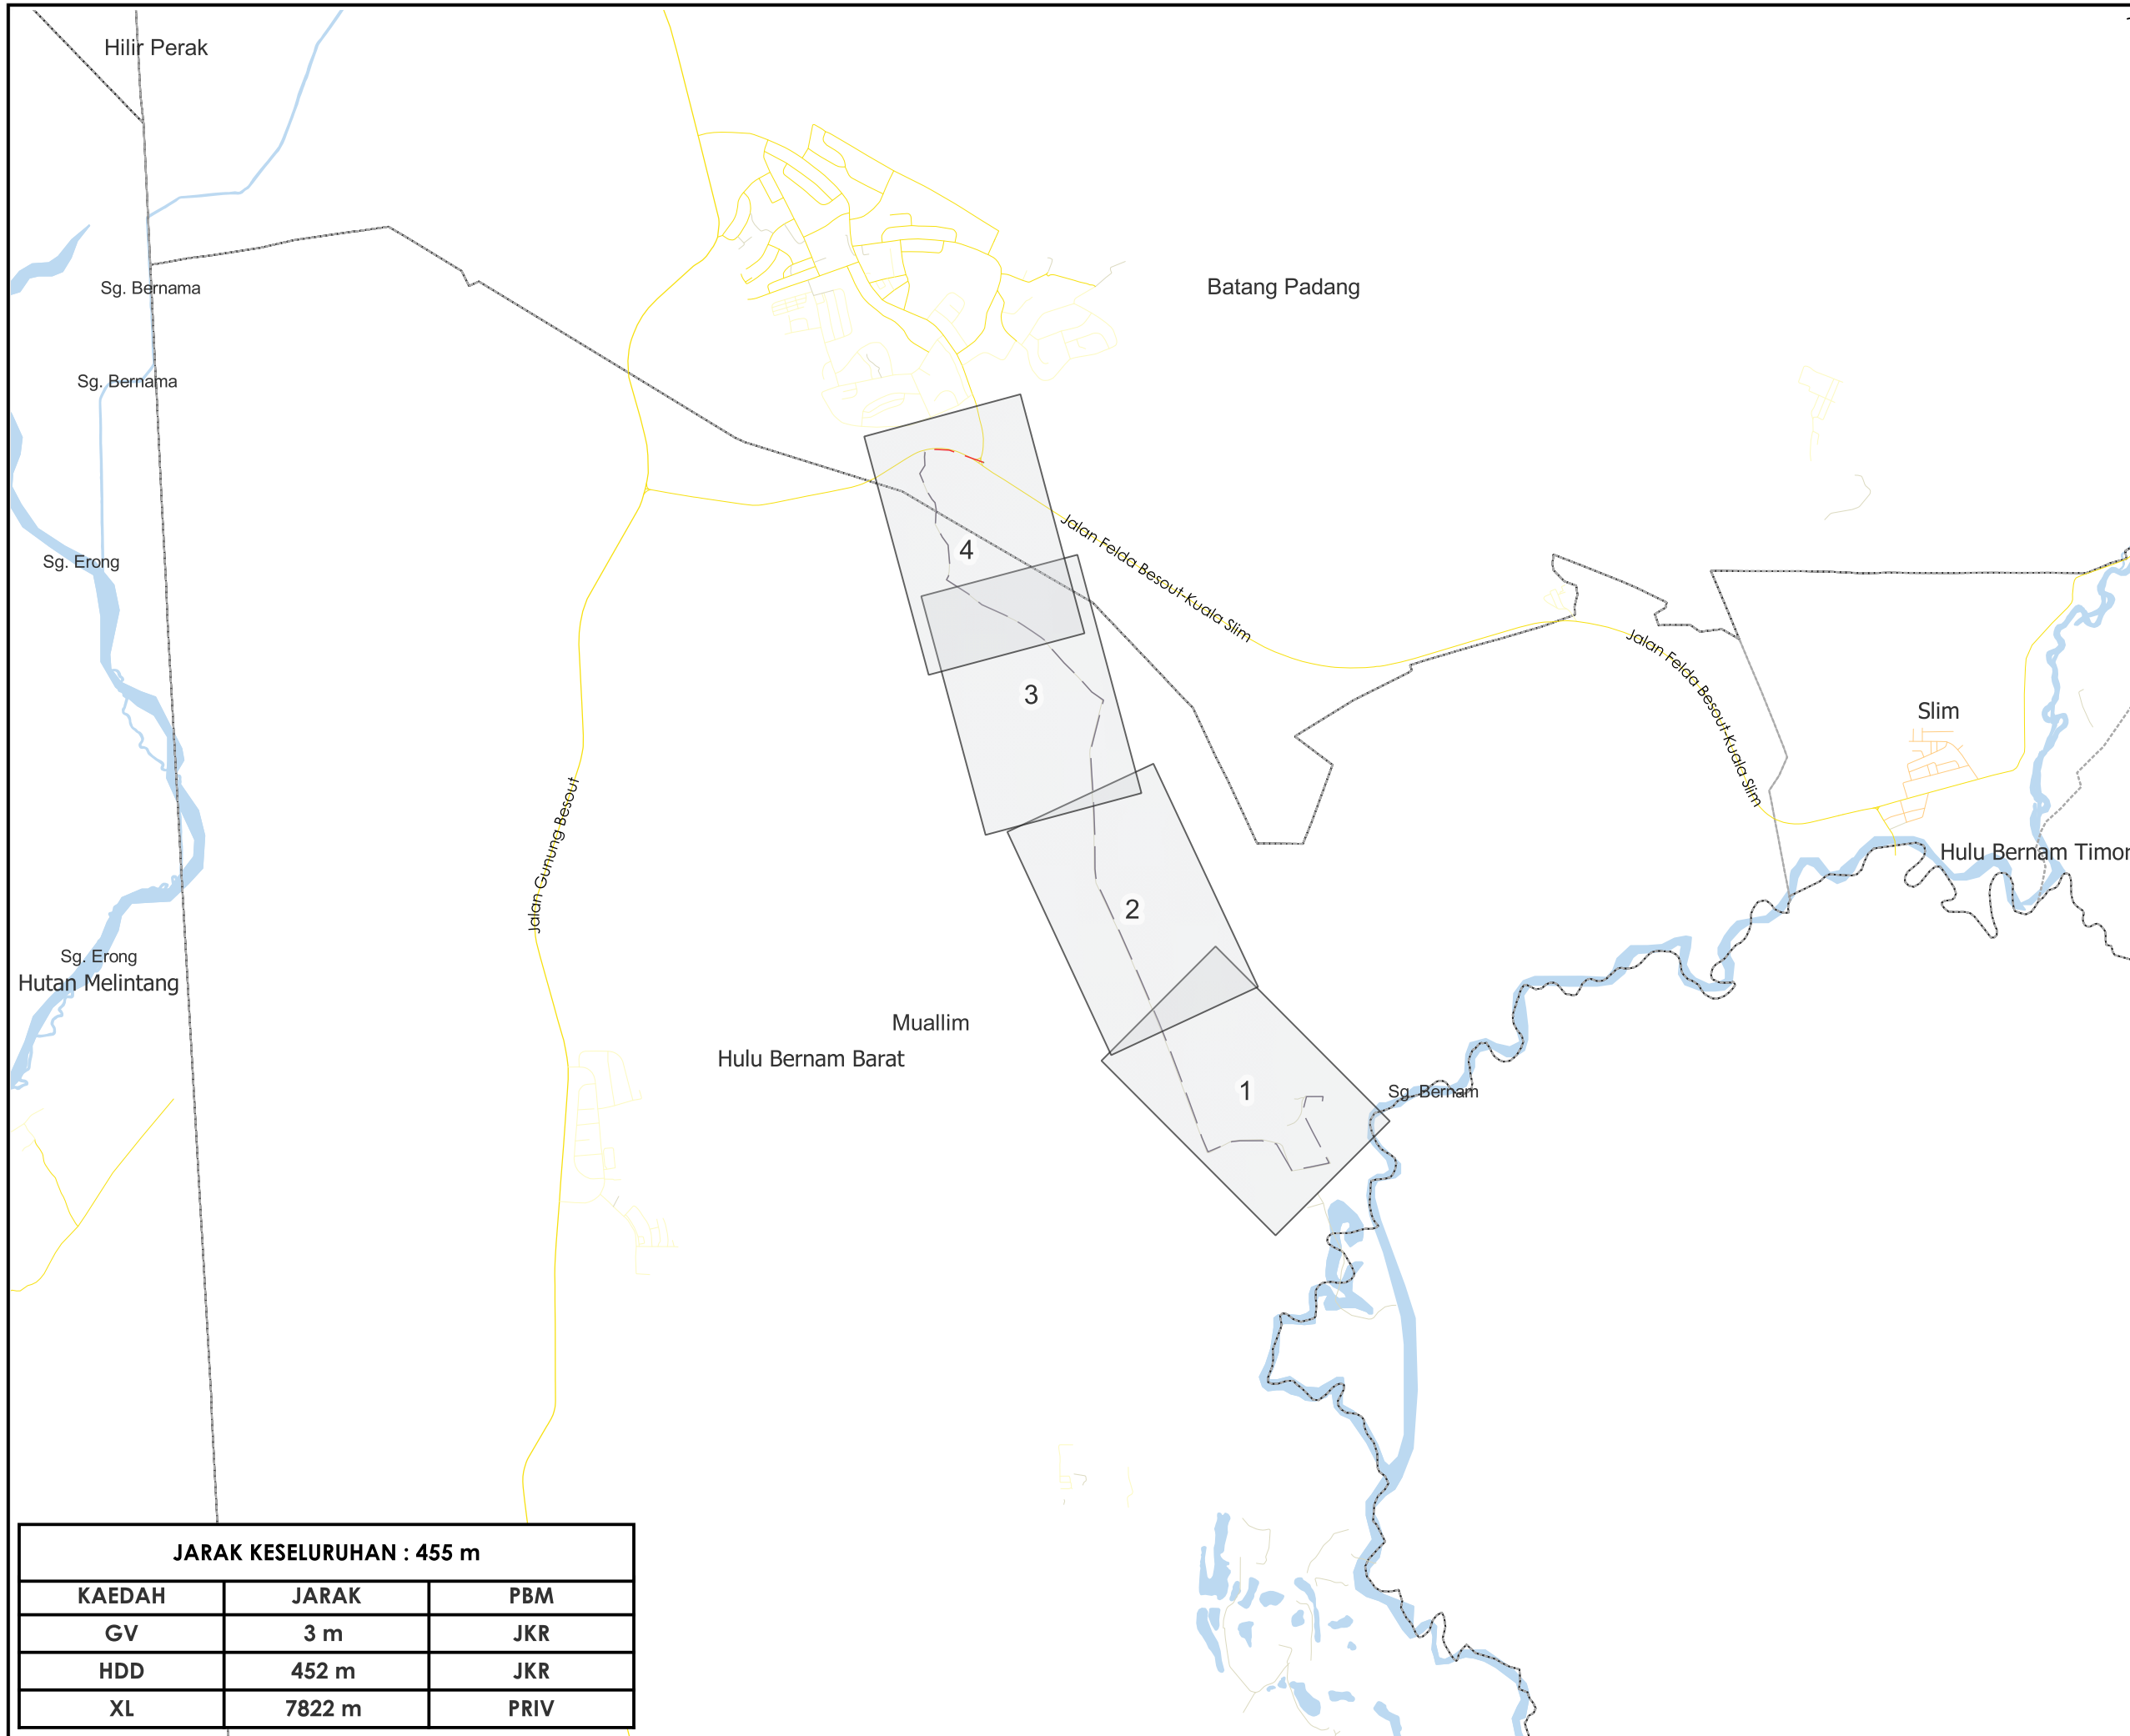 Hilir Perak
Batang Padang
Sg. Bernama
Sg. Bernama
4
Jalan Felda Besout-Kuala Slim
Sg. Erong
3
Jalan Felda Besout-Kuala Slim
Slim
Jalan Gunung Besout
Hulu Bernam Timor
2
Sg. Erong
Hutan Melintang
Muallim
Hulu Bernam Barat
1
Sg. Bernam
JARAK KESELURUHAN : 455 m
KAEDAH JARAK PBM
GV 3 m JKR
HDD 452 m JKR
XL 7822 m PRIV